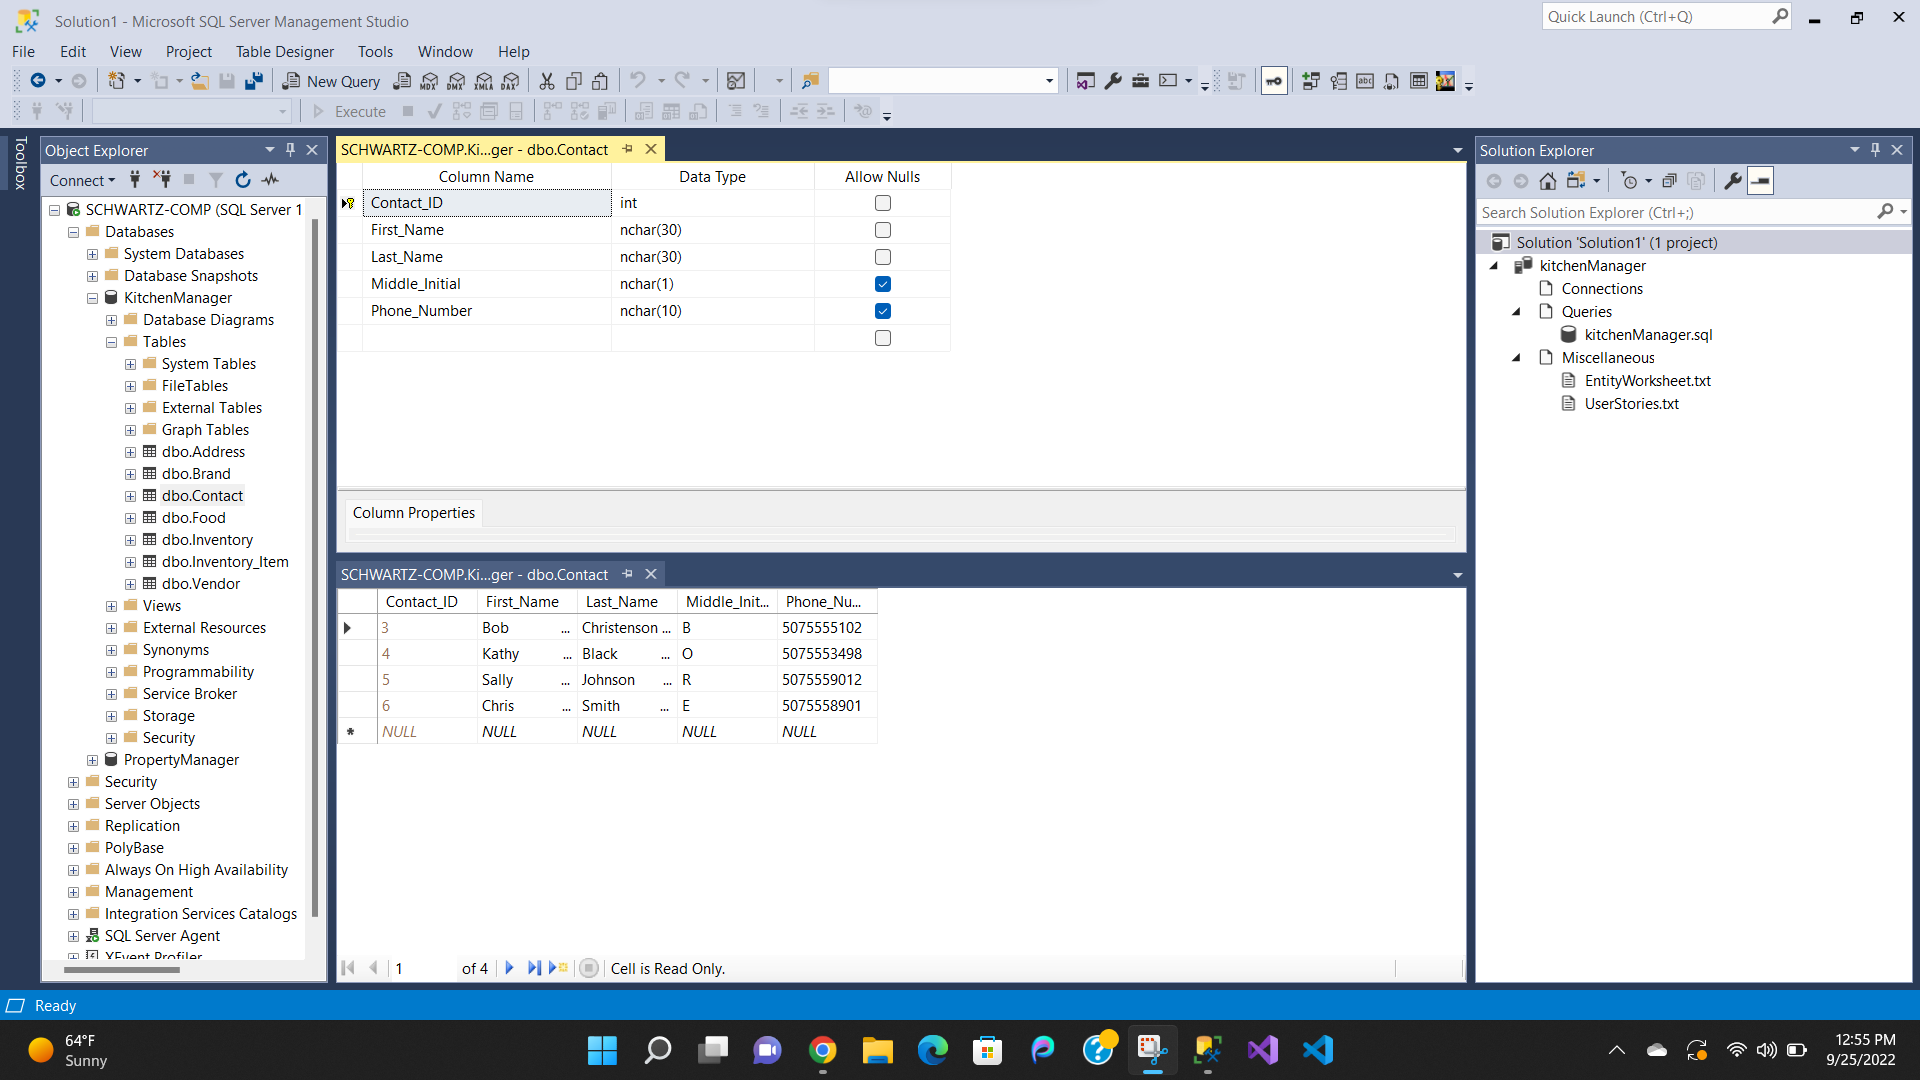 Solution1 - Microsoft SQL Server Management Studio
Quick Launch (Ctrl+Q)
File Edit View Project Table Designer Tools Window Help
New Query MDX DMX XMLA DAX
abc
Execute
Toolbox
Object Explorer
Connect
SCHWARTZ-COMP (SQL Server 1
Databases
System Databases
Database Snapshots
KitchenManager
Database Diagrams
Tables
System Tables
FileTables
External Tables
Graph Tables
dbo.Address
dbo.Brand
dbo.Contact
dbo.Food
dbo.Inventory
dbo.Inventory_Item
dbo.Vendor
Views
External Resources
Synonyms
Programmability
Service Broker
Storage
Security
PropertyManager
Security
Server Objects
Replication
PolyBase
Always On High Availability
Management
Integration Services Catalogs
SQL Server Agent
XEvent Profiler
SCHWARTZ-COMP.Ki...ger - dbo.Contact
Column Name Data Type Allow Nulls
Contact_ID int
First_Name nchar(30)
Last_Name nchar(30)
Middle_Initial nchar(1)
Phone_Number nchar(10)
Column Properties
SCHWARTZ-COMP.Ki...ger - dbo.Contact
Contact_ID First_Name Last_Name Middle_Init... Phone_Nu...
3 Bob ... Christenson ... B 5075555102
4 Kathy ... Black ... O 5075553498
5 Sally ... Johnson ... R 5075559012
6 Chris ... Smith ... E 5075558901
* NULL NULL NULL NULL NULL
1 of 4 Cell is Read Only.
Solution Explorer
Search Solution Explorer (Ctrl+;)
Solution 'Solution1' (1 project)
kitchenManager
Connections
Queries
kitchenManager.sql
Miscellaneous
EntityWorksheet.txt
UserStories.txt
Ready
64°F
Sunny
12:55 PM
9/25/2022